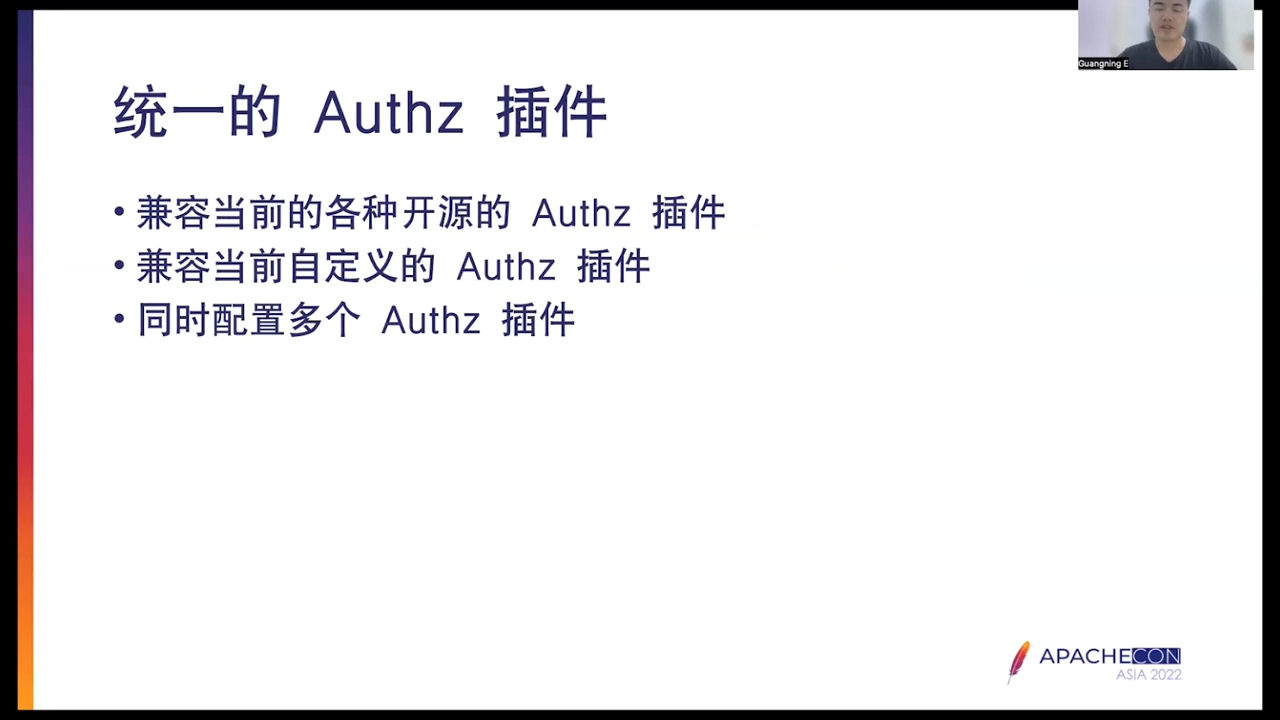 Guangning E
统一的 Authz 插件
• 兼容当前的各种开源的 Authz 插件
• 兼容当前自定义的 Authz 插件
• 同时配置多个 Authz 插件
APACHECON
ASIA 2022